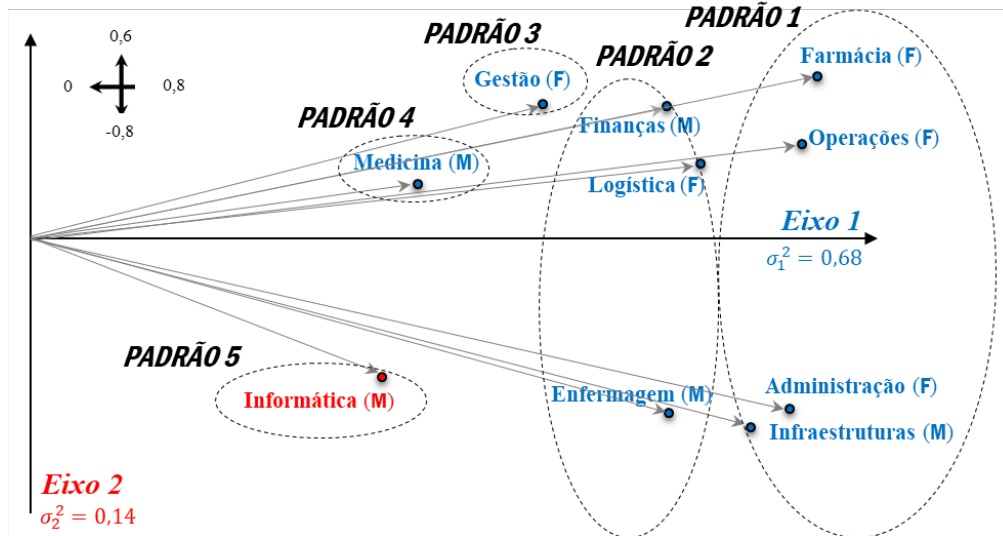 PADRÃO 1
PADRÃO 3
PADRÃO 2
0,6
0
0,8
-0,8
Farmácia (F)
Gestão (F)
PADRÃO 4
Finanças (M)
Operações (F)
Medicina (M)
Logística (F)
Eixo 1
σ₁² = 0,68
PADRÃO 5
Informática (M)
Enfermagem (M)
Administração (F)
Infraestruturas (M)
Eixo 2
σ₂² = 0,14